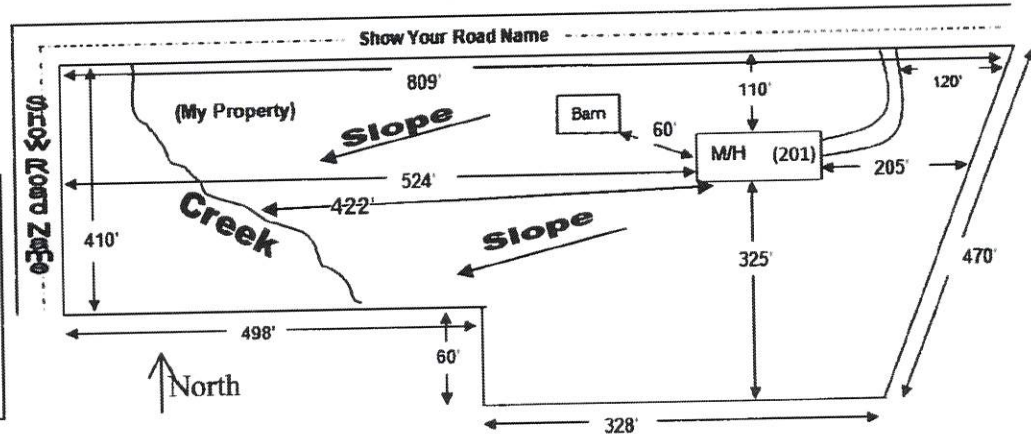 Show Your Road Name
809'
110'
120'
(My Property)
Slope
Barn
60'
M/H (201)
205'
524'
422'
Creek
Show Road Name
410'
Slope
325'
470'
498'
60'
North
328'